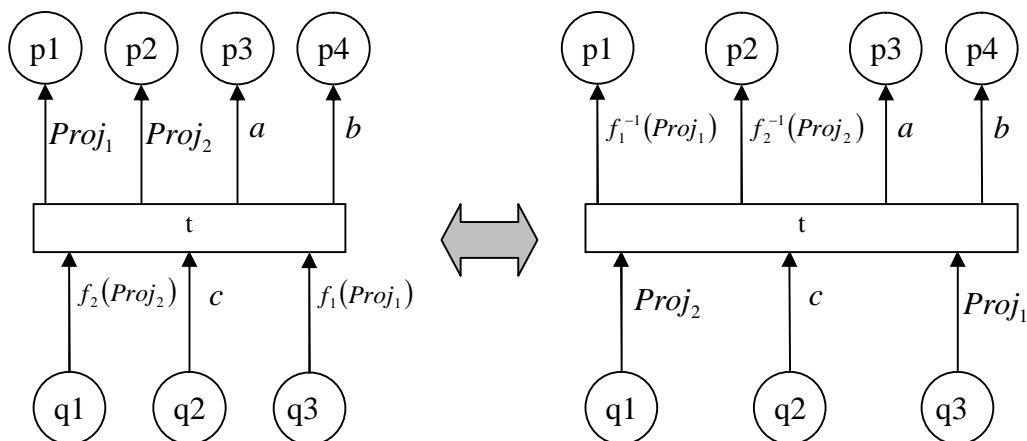 p1 p2 p3 p4 p1 p2 p3 p4
Proj₁ Proj₂ a b f₁⁻¹(Proj₁) f₂⁻¹(Proj₂) a b
t t
f₂(Proj₂) c f₁(Proj₁) Proj₂ c Proj₁
q1 q2 q3 q1 q2 q3